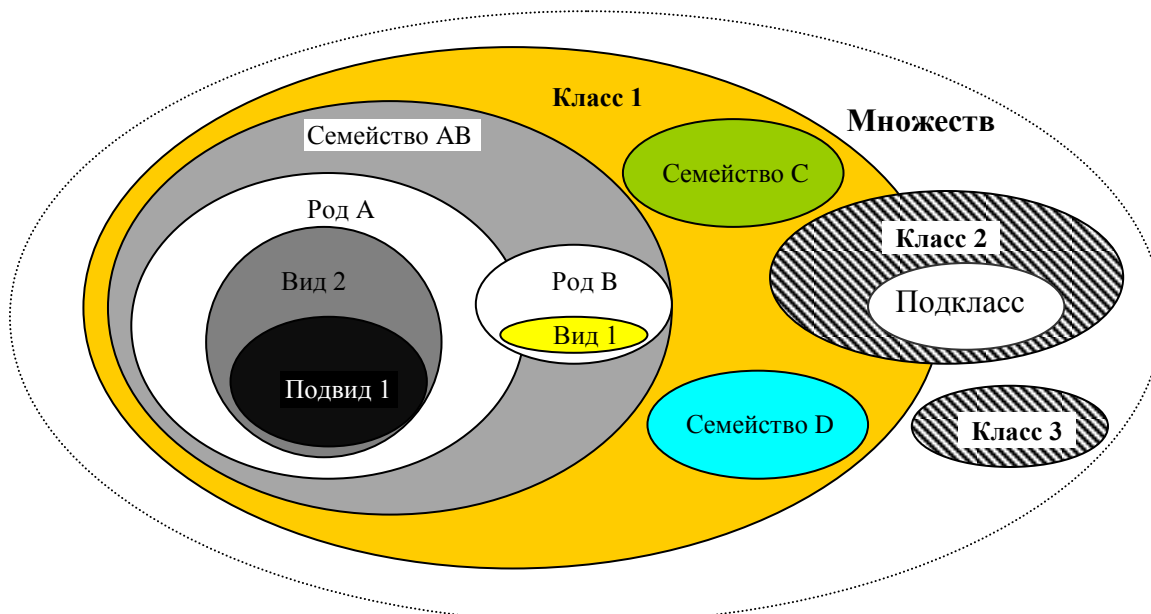 Класс 1
Множеств
Семейство АВ
Семейство С
Род А
Класс 2
Вид 2
Род В
Подкласс
Вид 1
Подвид 1
Семейство D
Класс 3